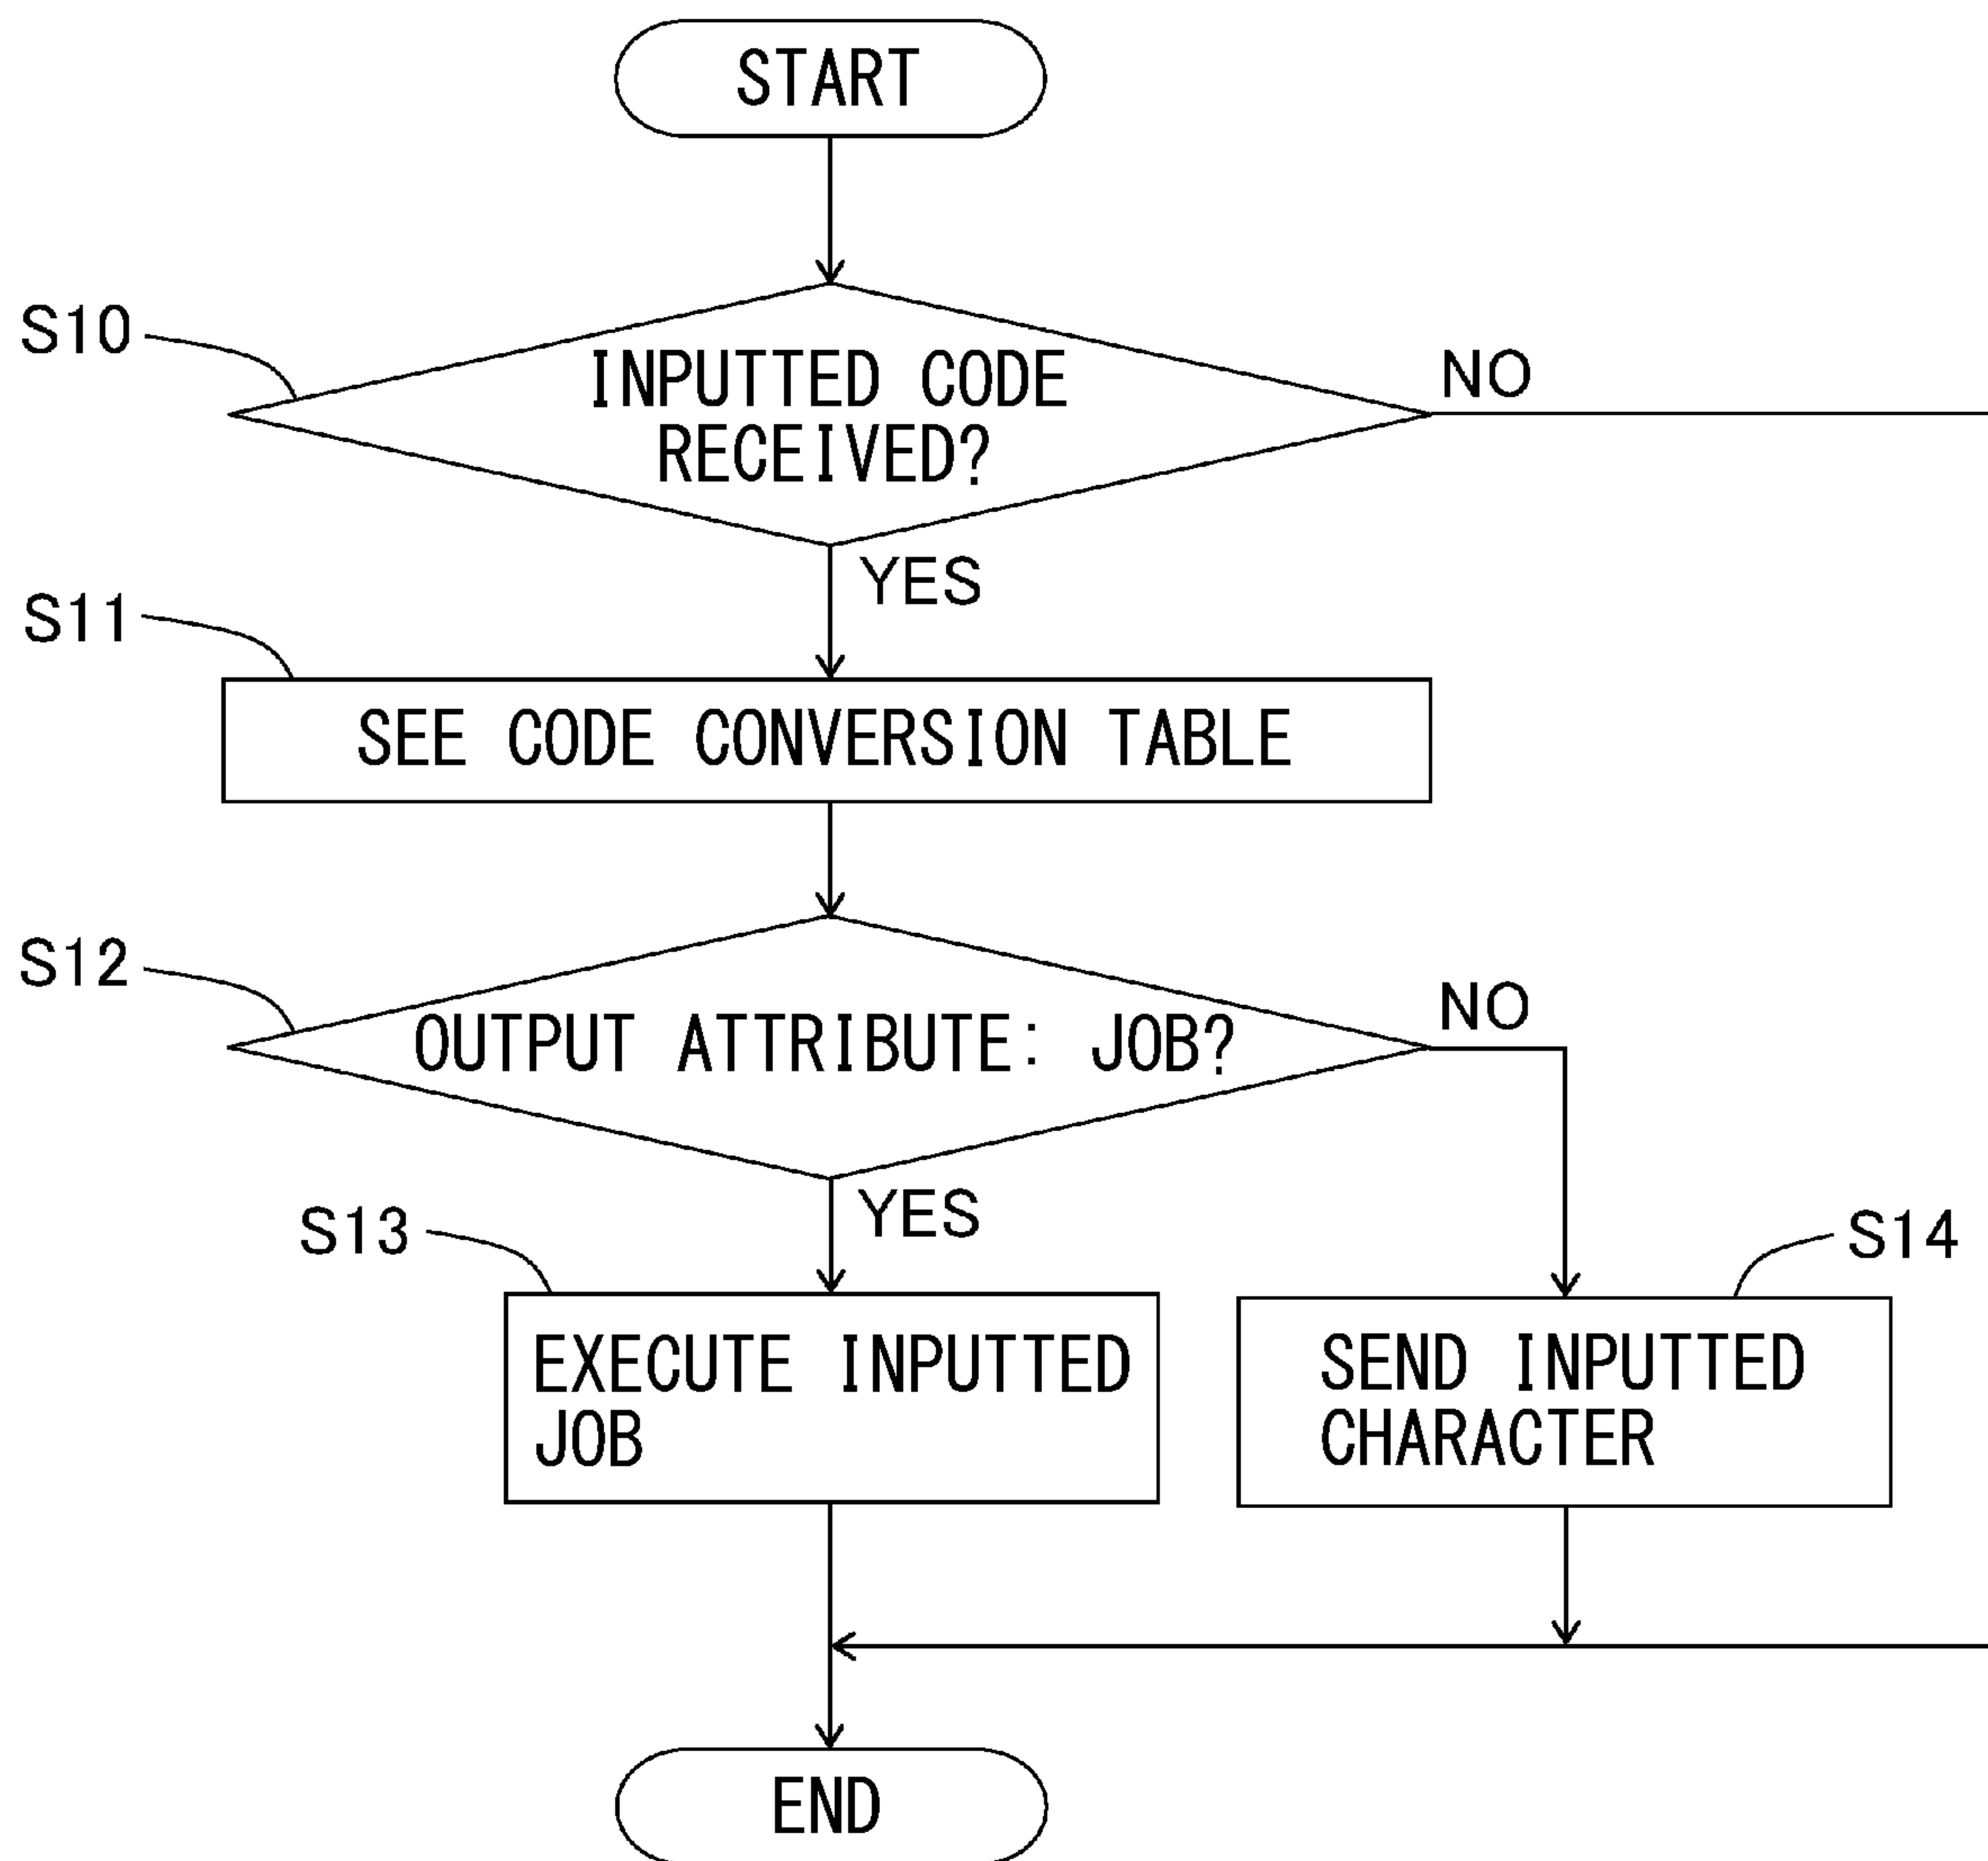 START
S10
INPUTTED CODE
RECEIVED?
NO
YES
S11
SEE CODE CONVERSION TABLE
S12
OUTPUT ATTRIBUTE: JOB?
NO
YES
S13
EXECUTE INPUTTED
JOB
S14
SEND INPUTTED
CHARACTER
END